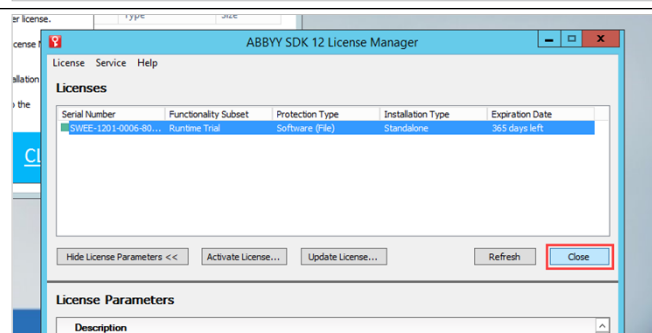 er license.
Type Size
cense
ABBYY SDK 12 License Manager
License Service Help
allation
Licenses
the
Serial Number Functionality Subset Protection Type Installation Type Expiration Date
SWEE-1201-0006-80... Runtime Trial Software (File) Standalone 365 days left
Hide License Parameters << Activate License... Update License... Refresh Close
License Parameters
Description